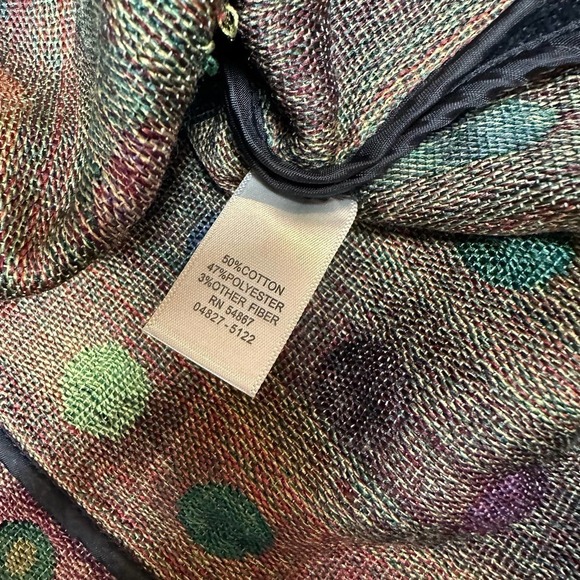 50%COTTON
47%POLYESTER
3%OTHER FIBER
RN 54867
04827-5122